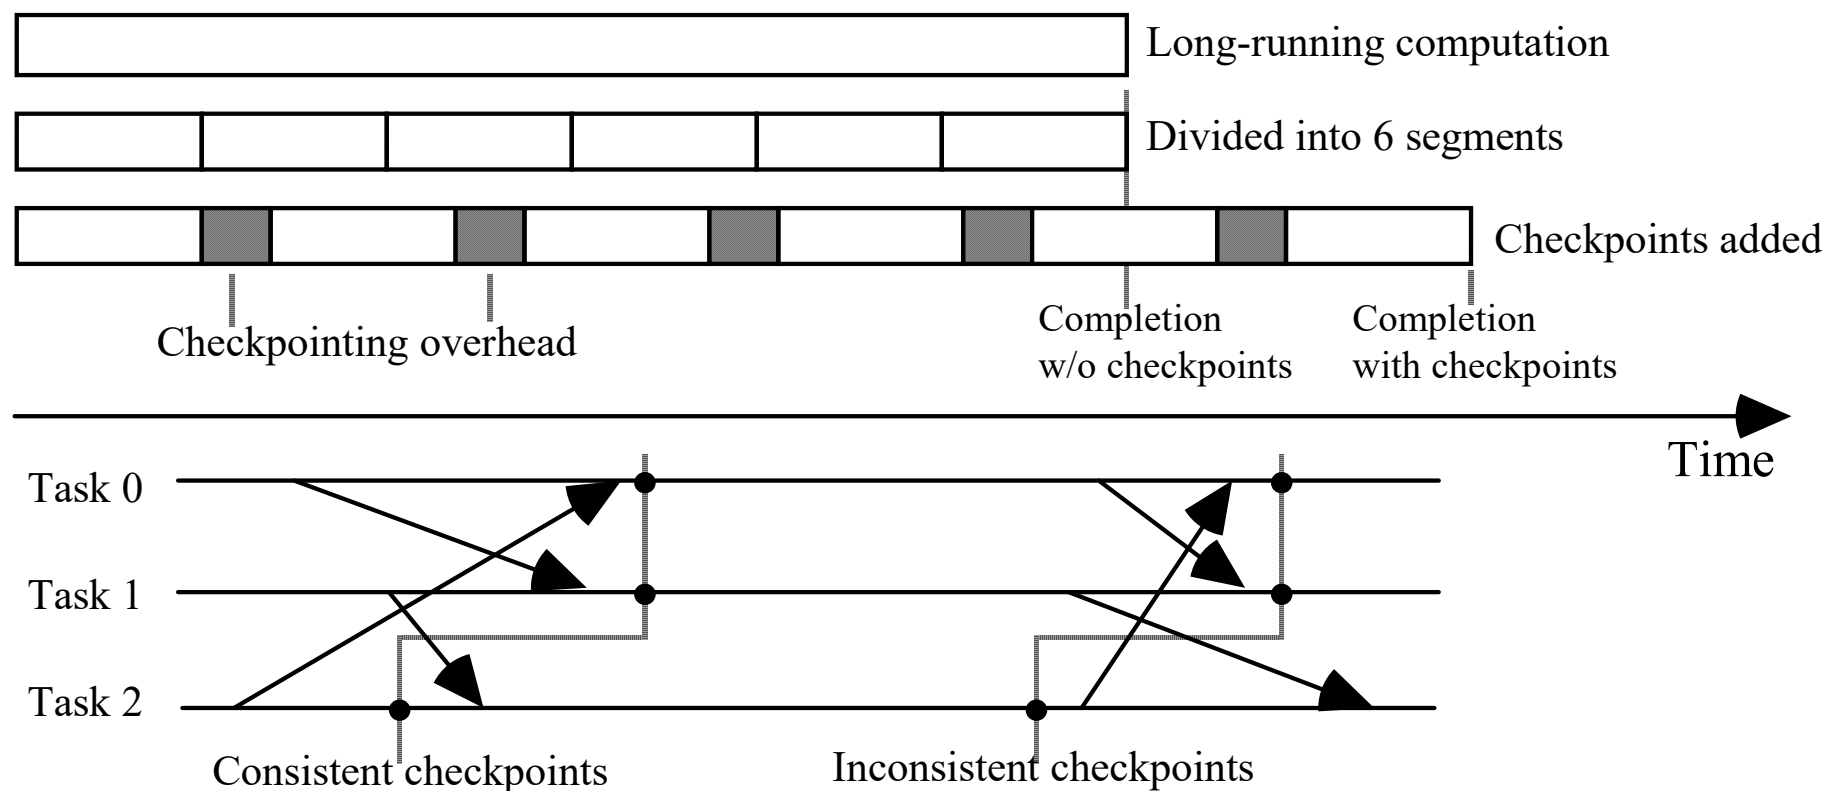 Long-running computation
Divided into 6 segments
Checkpoints added
Checkpointing overhead
Completion
w/o checkpoints
Completion
with checkpoints
Time
Task 0
Task 1
Task 2
Consistent checkpoints
Inconsistent checkpoints